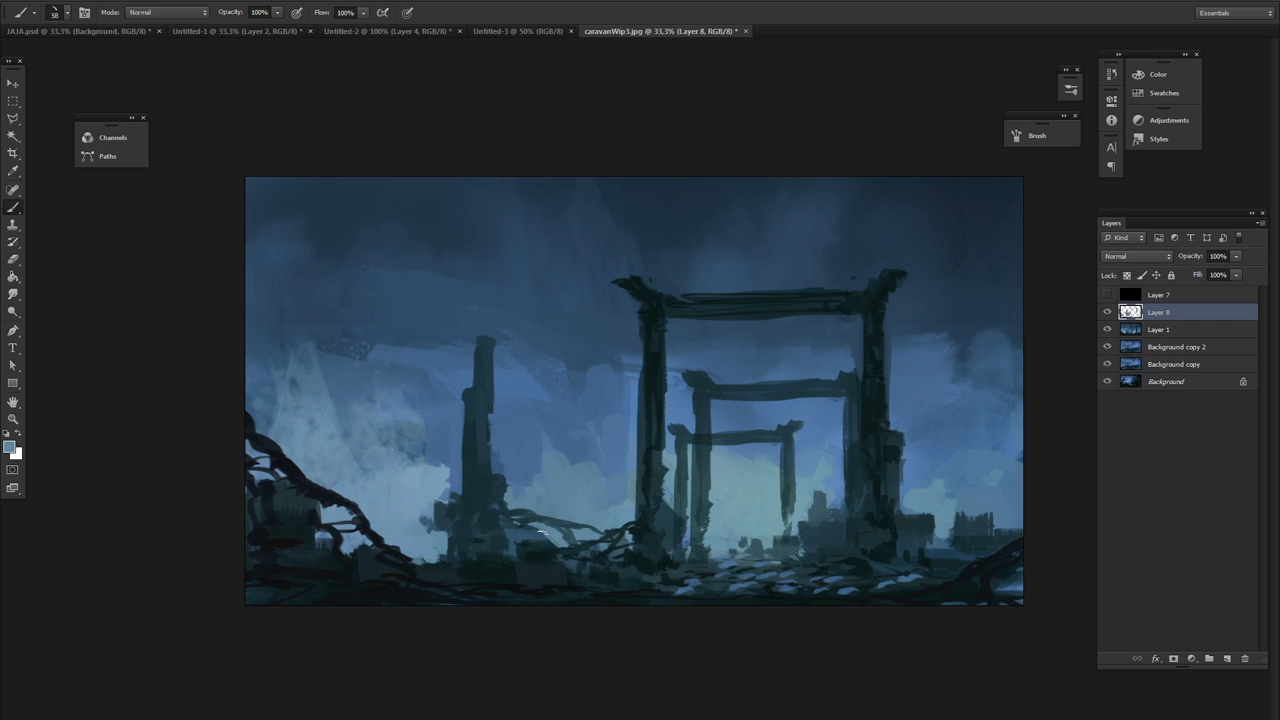 50 Mode: Normal Opacity: 100% Flow: 100% Essentials
JAJA.psd @ 33,3% (Background, RGB/8) * × Untitled-1 @ 33,3% (Layer 2, RGB/8) * × Untitled-2 @ 100% (Layer 4, RGB/8) * × Untitled-3 @ 50% (RGB/8) × caravanWip3.jpg @ 33,3% (Layer 8, RGB/8) * ×
Color
Swatches
Adjustments
Styles
Channels
Paths
Brush
Layers
Kind
Normal Opacity: 100%
Lock: Fill: 100%
Layer 7
Layer 8
Layer 1
Background copy 2
Background copy
Background